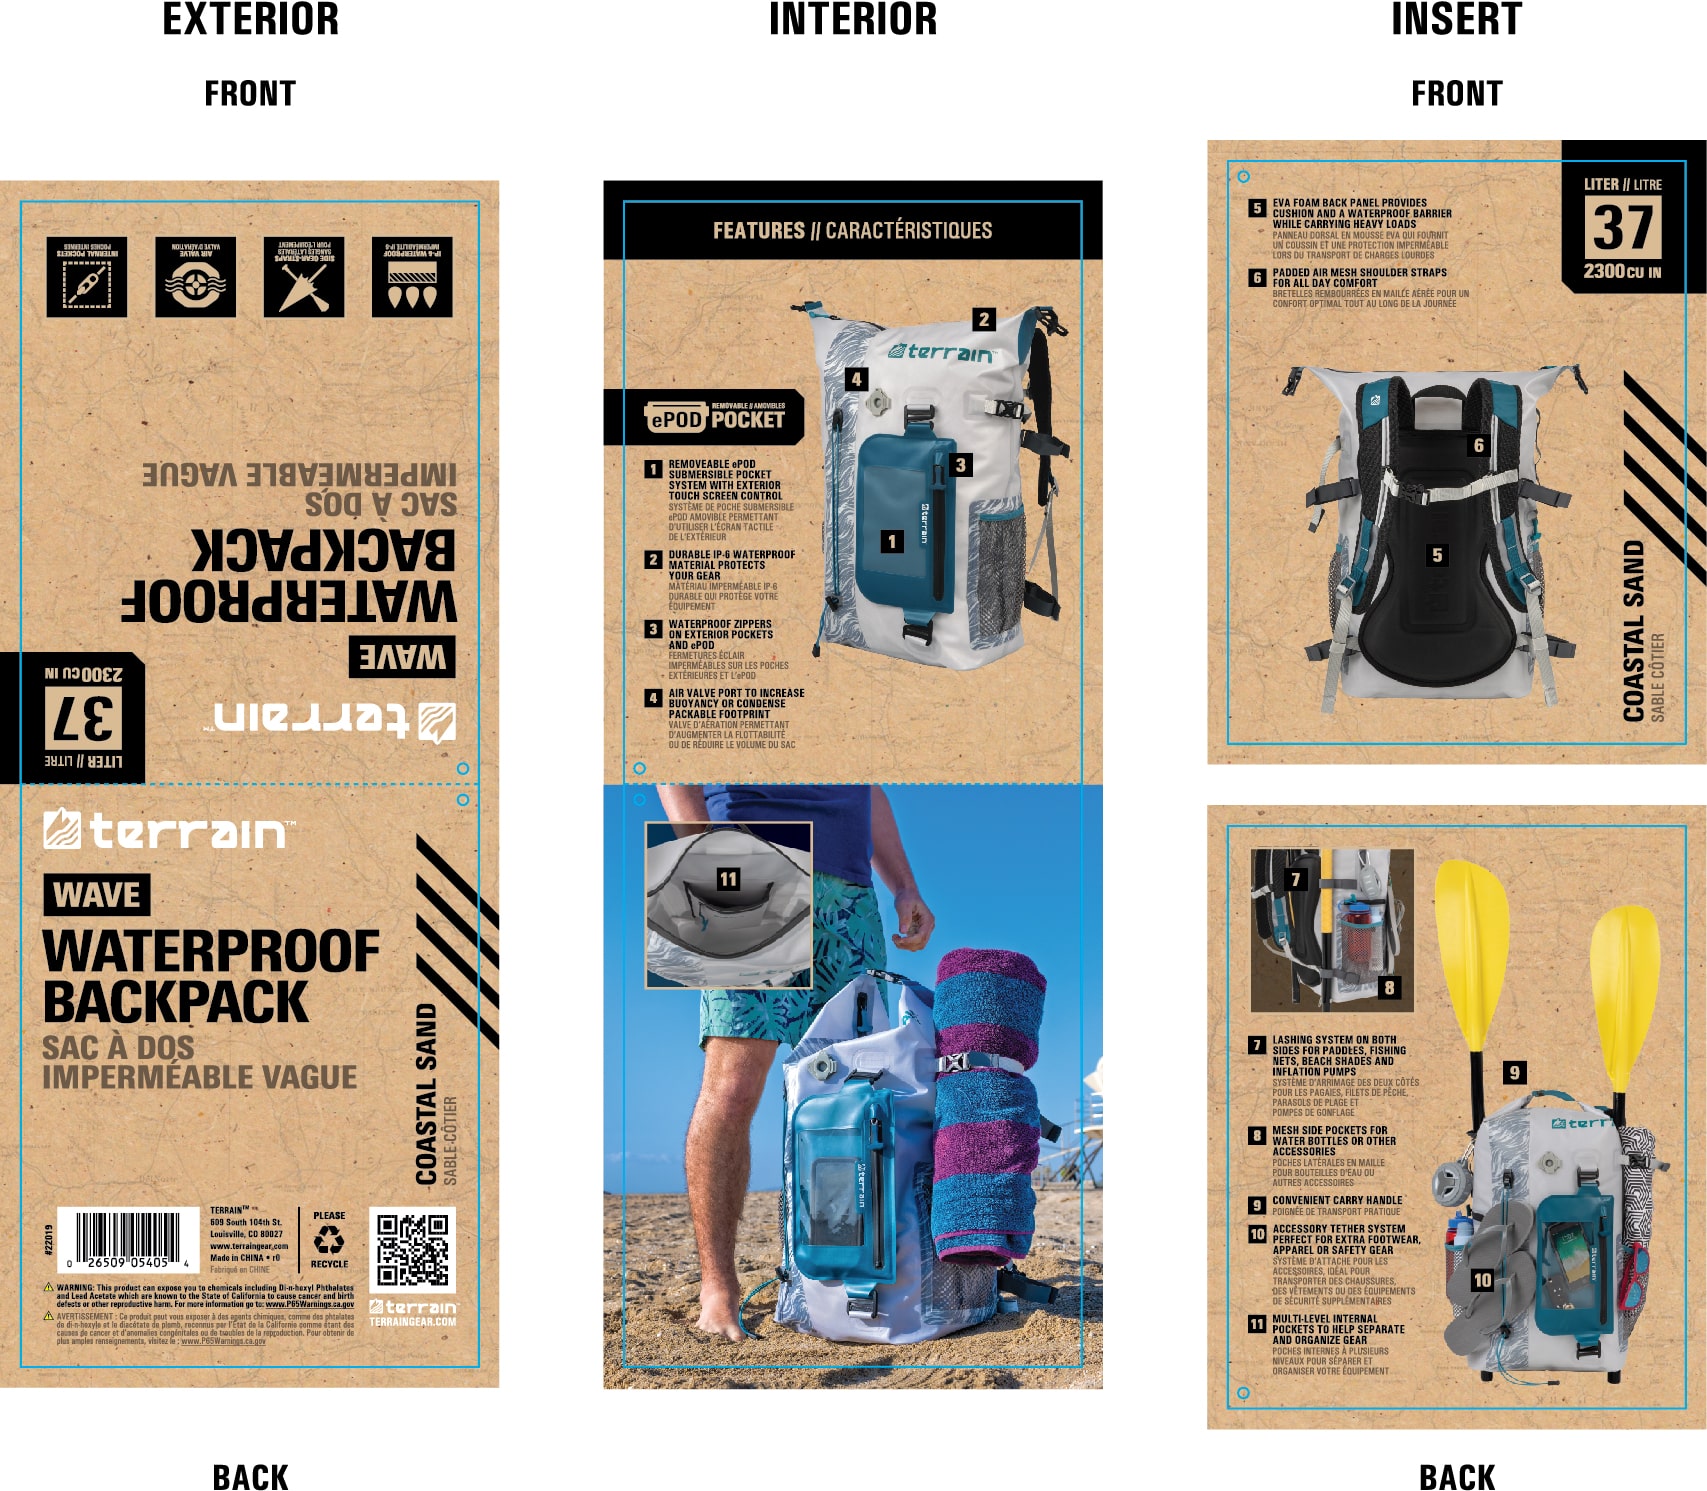 EXTERIOR
FRONT
INTERNAL POCKETS
POCHES INTERNES
AIR VALVE
VALVE D'AÉRATION
SIDE GEAR-STRAPS
SANGLES LATÉRALES
POUR L'ÉQUIPEMENT
IP-6 WATERPROOF
IMPERMÉABILITÉ IP-6
terrain™
WAVE
WATERPROOF
BACKPACK
SAC À DOS
IMPERMÉABLE VAGUE
LITER // LITRE
37
2300 CU IN
terrain™
WAVE
WATERPROOF
BACKPACK
SAC À DOS
IMPERMÉABLE VAGUE
COASTAL SAND
SABLE-CÔTIER
#22019
0 26509 05405 4
TERRAIN™
609 South 104th St.
Louisville, CO 80027
www.terraingear.com
Made in CHINA • r0
Fabriqué en CHINE
PLEASE
RECYCLE
terrain™
TERRAINGEAR.COM
WARNING: This product can expose you to chemicals including Di-n-hexyl Phthalates
and Lead Acetate which are known to the State of California to cause cancer and birth
defects or other reproductive harm. For more information go to: www.P65Warnings.ca.gov
AVERTISSEMENT : Ce produit peut vous exposer à des agents chimiques, comme des phtalates
de di-n-hexyle et le diacétate de plomb, reconnus par l'État de la Californie comme étant des
causes de cancer et d'anomalies congénitales ou de troubles de la reproduction. Pour obtenir de
plus amples renseignements, visitez le : www.P65Warnings.ca.gov
BACK
INTERIOR
FEATURES // CARACTÉRISTIQUES
ePOD
REMOVABLE // AMOVIBLES
POCKET
1 REMOVEABLE ePOD
SUBMERSIBLE POCKET
SYSTEM WITH EXTERIOR
TOUCH SCREEN CONTROL
SYSTÈME DE POCHE SUBMERSIBLE
ePOD AMOVIBLE PERMETTANT
D'UTILISER L'ÉCRAN TACTILE
DE L'EXTÉRIEUR
2 DURABLE IP-6 WATERPROOF
MATERIAL PROTECTS
YOUR GEAR
MATÉRIAU IMPERMÉABLE IP-6
DURABLE QUI PROTÈGE VOTRE
ÉQUIPEMENT
3 WATERPROOF ZIPPERS
ON EXTERIOR POCKETS
AND ePOD
FERMETURES ÉCLAIR
IMPERMÉABLES SUR LES POCHES
EXTÉRIEURES ET L'ePOD
4 AIR VALVE PORT TO INCREASE
BUOYANCY OR CONDENSE
PACKABLE FOOTPRINT
VALVE D'AÉRATION PERMETTANT
D'AUGMENTER LA FLOTTABILITÉ
OU DE RÉDUIRE LE VOLUME DU SAC
2
terrain
4
3
terrain
1
11
terrain
INSERT
FRONT
5 EVA FOAM BACK PANEL PROVIDES
CUSHION AND A WATERPROOF BARRIER
WHILE CARRYING HEAVY LOADS
PANNEAU DORSAL EN MOUSSE EVA QUI FOURNIT
UN COUSSIN ET UNE PROTECTION IMPERMÉABLE
LORS DU TRANSPORT DE CHARGES LOURDES
6 PADDED AIR MESH SHOULDER STRAPS
FOR ALL DAY COMFORT
BRETELLES REMBOURRÉES EN MAILLE AÉRÉE POUR UN
CONFORT OPTIMAL TOUT AU LONG DE LA JOURNÉE
LITER // LITRE
37
2300 CU IN
6
5
COASTAL SAND
SABLE CÔTIER
7
8
7 LASHING SYSTEM ON BOTH
SIDES FOR PADDLES, FISHING
NETS, BEACH SHADES AND
INFLATION PUMPS
SYSTÈME D'ARRIMAGE DES DEUX CÔTÉS
POUR LES PAGAIES, FILETS DE PÊCHE,
PARASOLS DE PLAGE ET
POMPES DE GONFLAGE
8 MESH SIDE POCKETS FOR
WATER BOTTLES OR OTHER
ACCESSORIES
POCHES LATÉRALES EN MAILLE
POUR BOUTEILLES D'EAU OU
AUTRES ACCESSOIRES
9 CONVENIENT CARRY HANDLE
POIGNÉE DE TRANSPORT PRATIQUE
10 ACCESSORY TETHER SYSTEM
PERFECT FOR EXTRA FOOTWEAR,
APPAREL OR SAFETY GEAR
SYSTÈME D'ATTACHE POUR LES
ACCESSOIRES, IDÉAL POUR
TRANSPORTER DES CHAUSSURES,
DES VÊTEMENTS OU DES ÉQUIPEMENTS
DE SÉCURITÉ SUPPLÉMENTAIRES
11 MULTI-LEVEL INTERNAL
POCKETS TO HELP SEPARATE
AND ORGANIZE GEAR
POCHES INTERNES À PLUSIEURS
NIVEAUX POUR SÉPARER ET
ORGANISER VOTRE ÉQUIPEMENT
9
terr
10
terrain
BACK